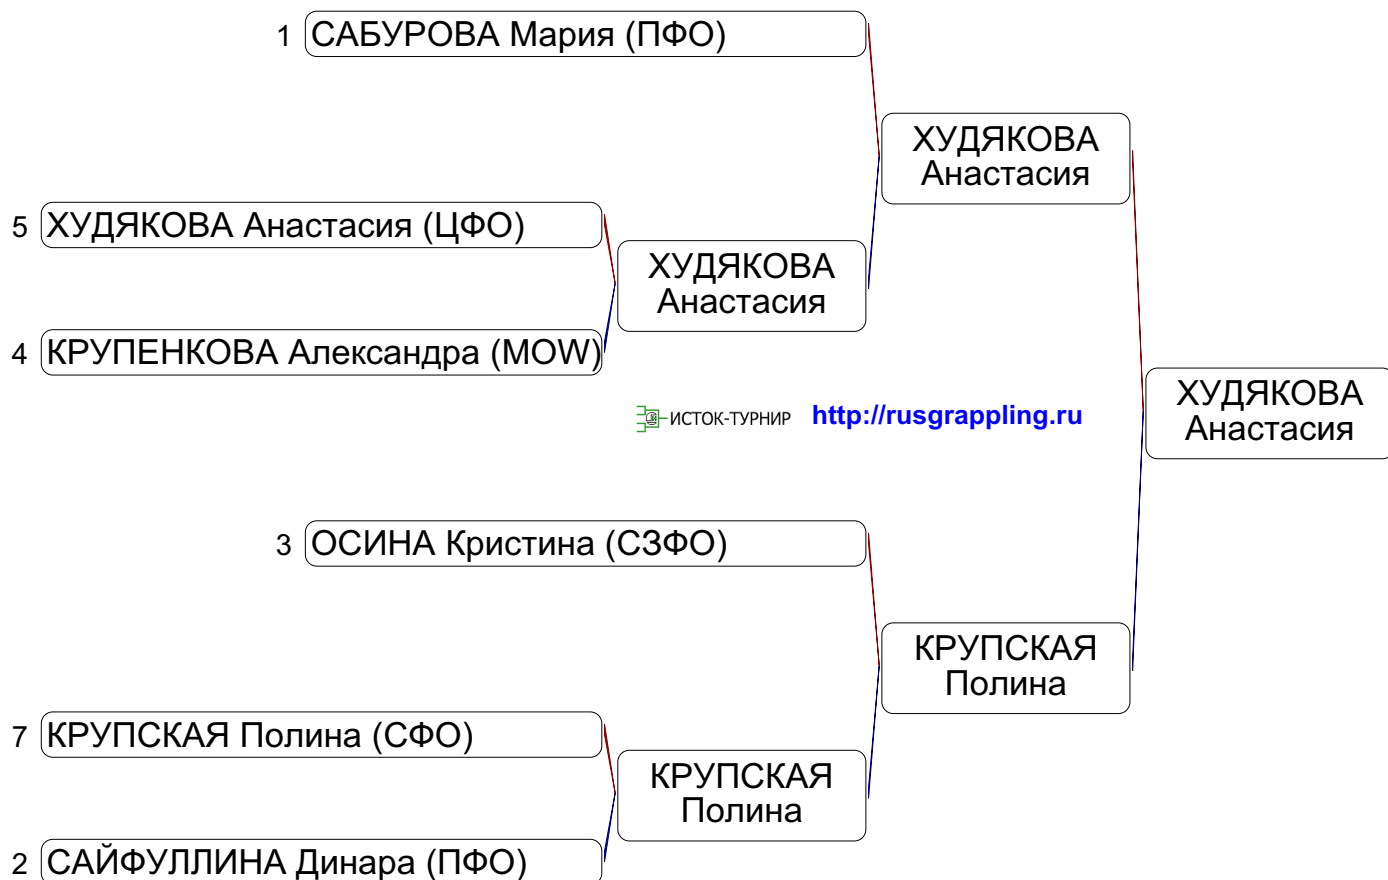 1 САБУРОВА Мария (ПФО)
ХУДЯКОВА
Анастасия
5 ХУДЯКОВА Анастасия (ЦФО)
ХУДЯКОВА
Анастасия
4 КРУПЕНКОВА Александра (MOW)
ХУДЯКОВА
Анастасия
ИСТОК-ТУРНИР http://rusgrappling.ru
3 ОСИНА Кристина (СЗФО)
КРУПСКАЯ
Полина
7 КРУПСКАЯ Полина (СФО)
КРУПСКАЯ
Полина
2 САЙФУЛЛИНА Динара (ПФО)